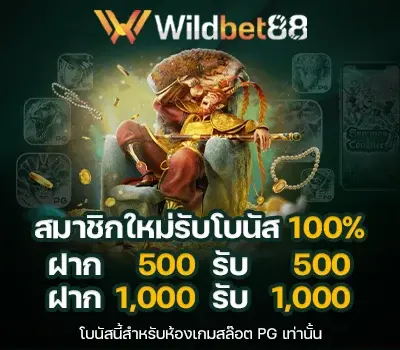 Wildbet88
PG
สมาชิกใหม่รับโบนัส 100%
ฝาก 500 รับ 500
ฝาก 1,000 รับ 1,000
โบนัสนี้สำหรับห้องเกมสล๊อต PG เท่านั้น